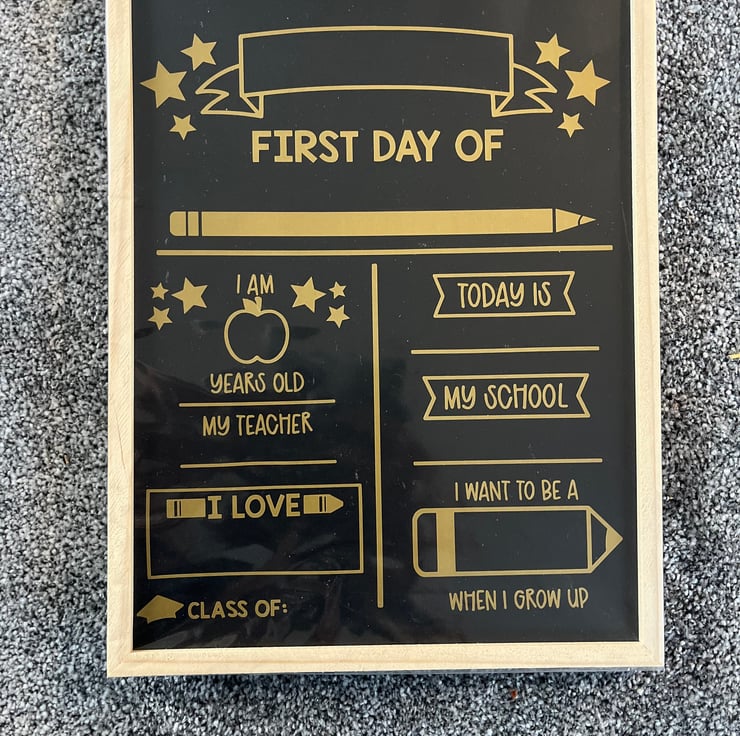 FIRST DAY OF
I AM
YEARS OLD
MY TEACHER
I LOVE
CLASS OF:
TODAY IS
MY SCHOOL
I WANT TO BE A
WHEN I GROW UP